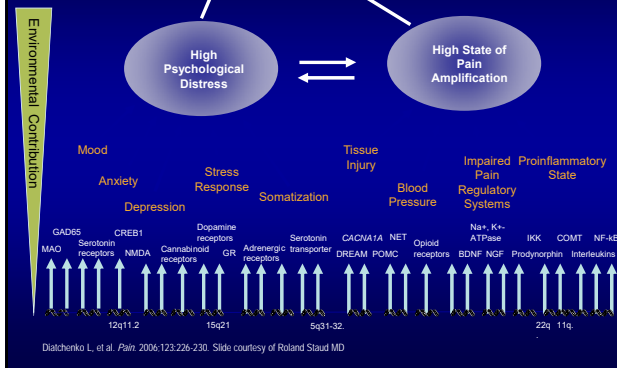 Environmental Contribution
High
Psychological
Distress
High State of
Pain
Amplification
Mood
Anxiety
Depression
Stress
Response
Somatization
Tissue
Injury
Blood
Pressure
Impaired
Pain
Regulatory
Systems
Proinflammatory
State
MAO
GAD65
Serotonin
receptors
CREB1
NMDA
Cannabinoid
receptors
Dopamine
receptors
GR
Adrenergic
receptors
Serotonin
transporter
CACNA1A
DREAM
POMC
NET
Opioid
receptors
Na+, K+-
ATPase
BDNF
NGF
IKK
Prodynorphin
COMT
Interleukins
NF-kB
12q11.2
15q21
5q31-32.
22q
11q.
.
Diatchenko L, et al. Pain. 2006;123:226-230. Slide courtesy of Roland Staud MD